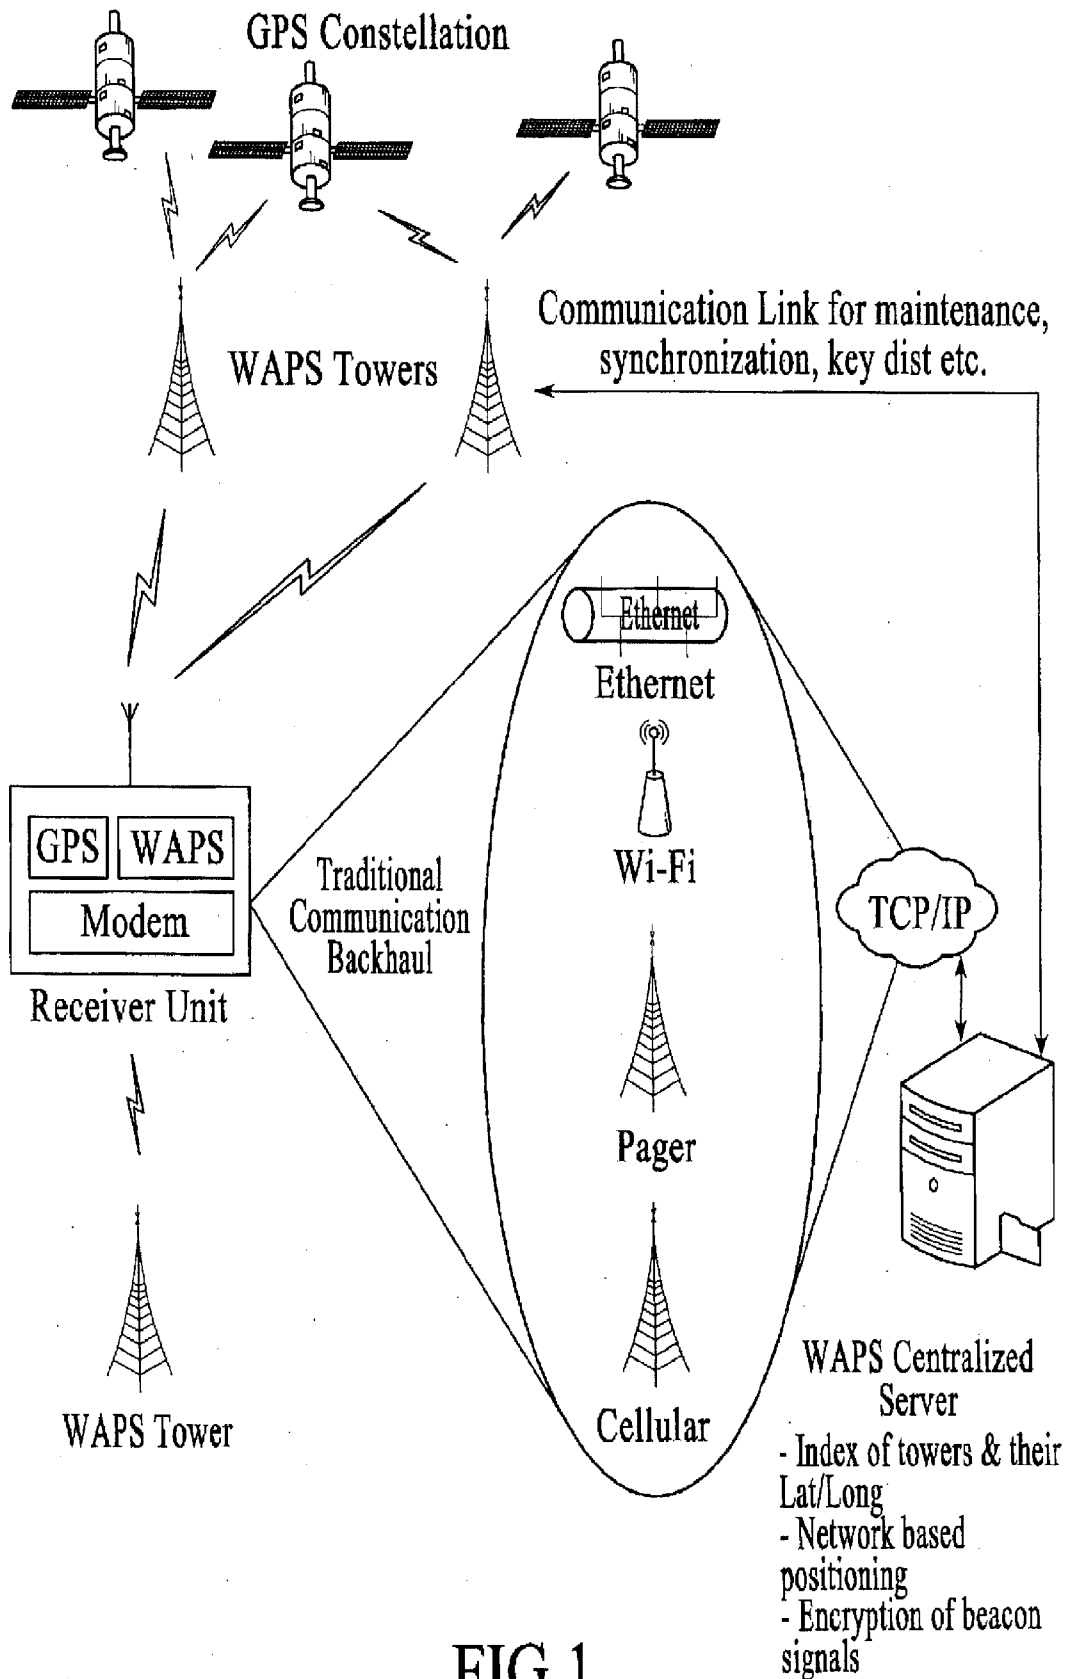 GPS Constellation
Communication Link for maintenance,
synchronization, key dist etc.
WAPS Towers
Ethernet
Ethernet
Wi-Fi
GPS
WAPS
Modem
Receiver Unit
Traditional
Communication
Backhaul
TCP/IP
Pager
WAPS Tower
Cellular
WAPS Centralized
Server
- Index of towers & their
Lat/Long
- Network based
positioning
- Encryption of beacon
signals
FIG.1